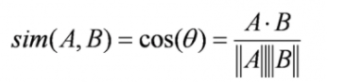 sim(A, B) = cos(θ) = A · B / ‖A‖‖B‖